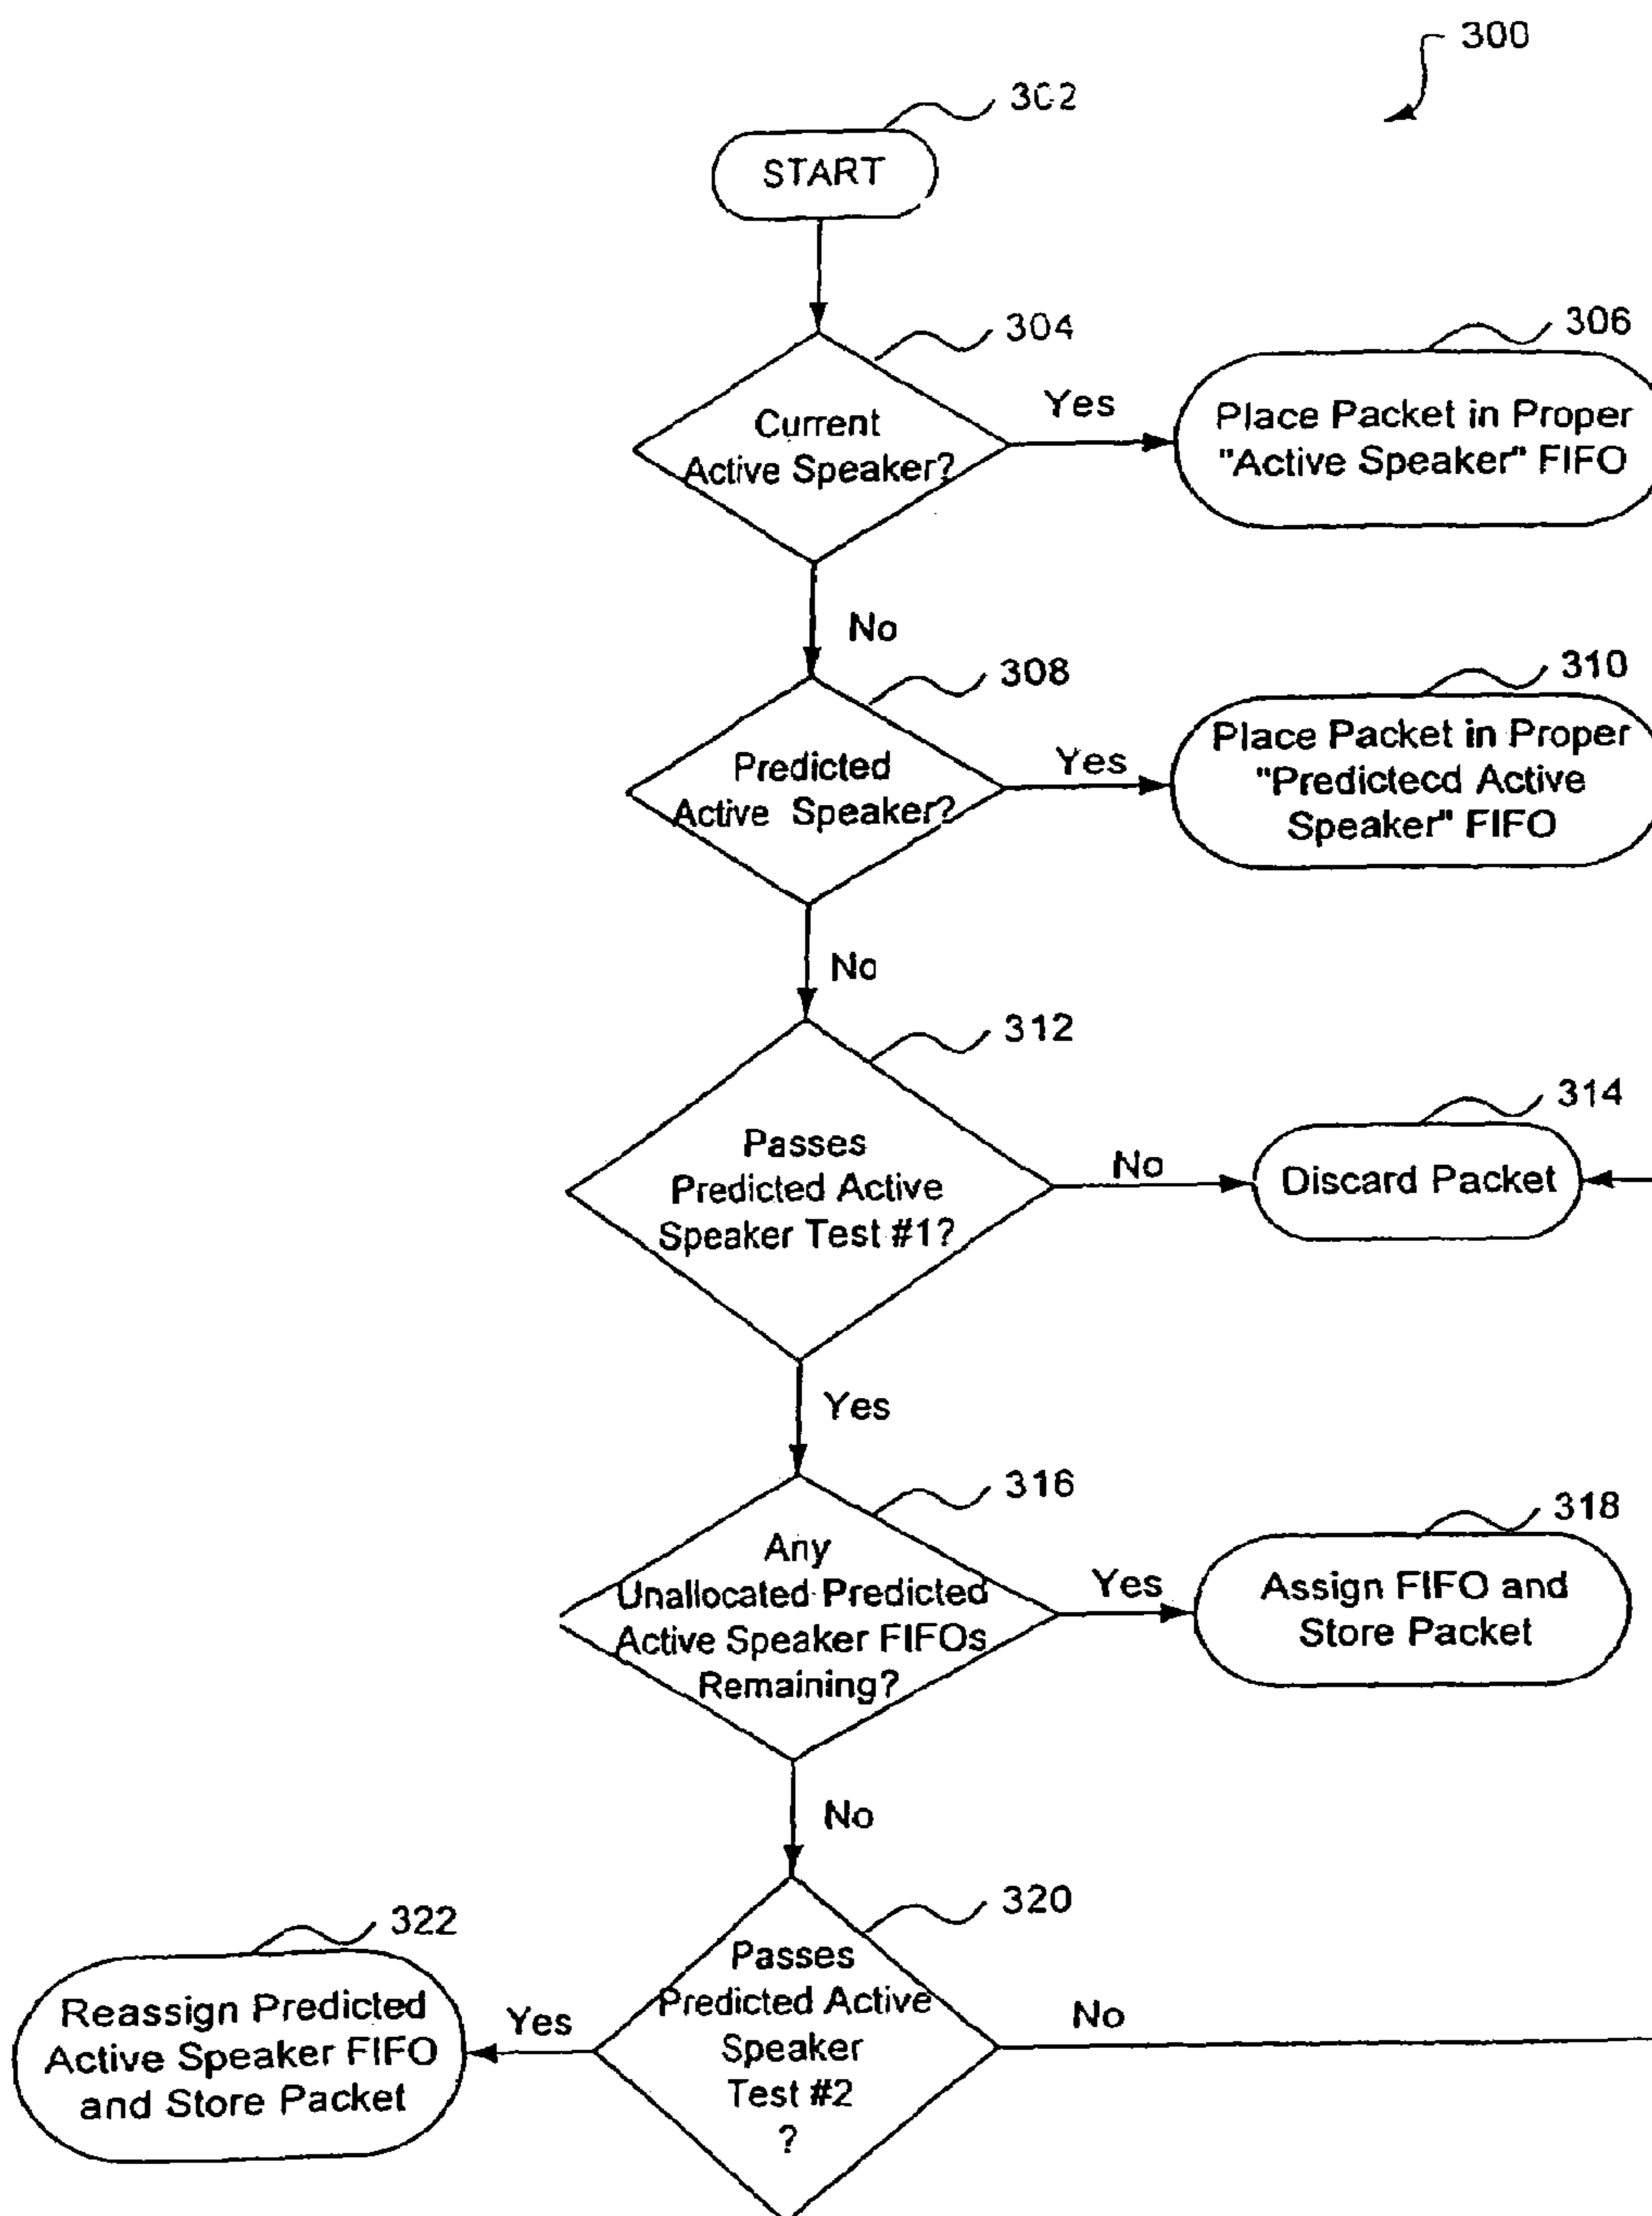 300
302
START
304
Current
Active Speaker?
Yes
306
Place Packet in Proper
"Active Speaker" FIFO
No
308
Predicted
Active Speaker?
Yes
310
Place Packet in Proper
"Predictecd Active
Speaker" FIFO
No
312
Passes
Predicted Active
Speaker Test #1?
No
314
Discard Packet
Yes
316
Any
Unallocated Predicted
Active Speaker FIFOs
Remaining?
Yes
318
Assign FIFO and
Store Packet
No
320
Passes
Predicted Active
Speaker
Test #2
?
Yes
322
Reassign Predicted
Active Speaker FIFO
and Store Packet
No